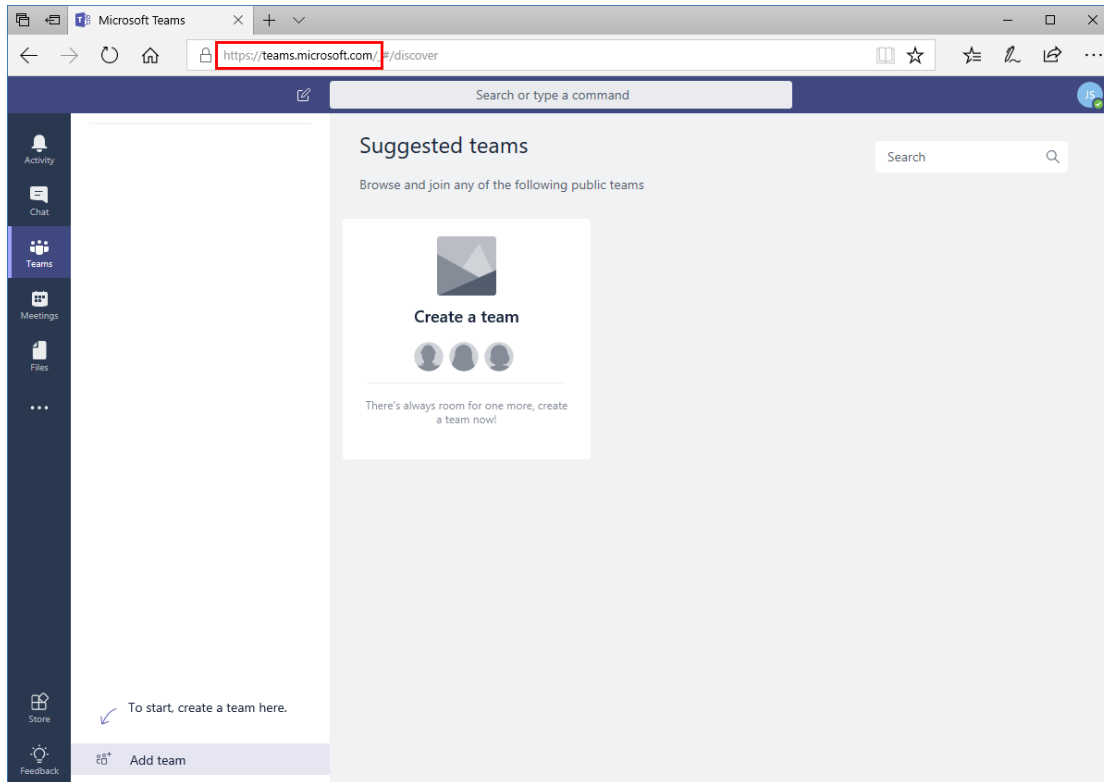 Microsoft Teams
https://teams.microsoft.com/_#/discover
Search or type a command
JS
Activity
Chat
Teams
Meetings
Files
Store
Feedback
To start, create a team here.
Add team
Suggested teams
Search
Browse and join any of the following public teams
Create a team
There's always room for one more, create
a team now!